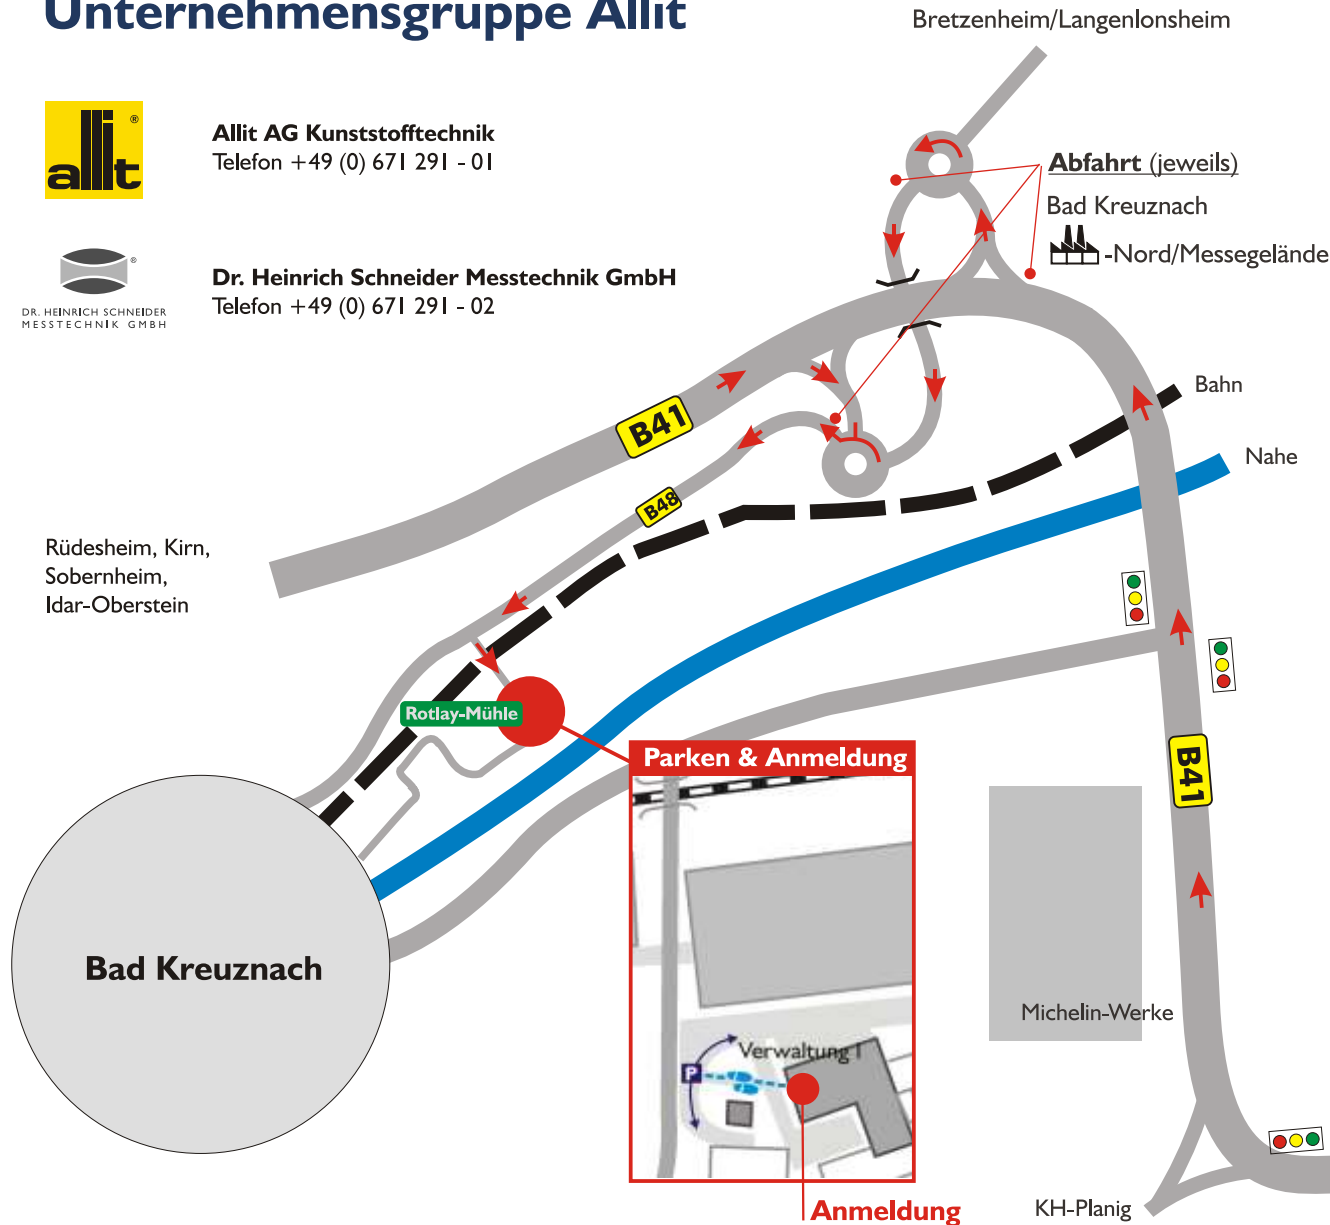 Unternehmensgruppe Allit
Bretzenheim/Langenlonsheim
allit
®
Allit AG Kunststofftechnik
Telefon +49 (0) 671 291 - 01
Abfahrt (jeweils)
Bad Kreuznach
-Nord/Messegelände
®
DR. HEINRICH SCHNEIDER
MESSTECHNIK GMBH
Dr. Heinrich Schneider Messtechnik GmbH
Telefon +49 (0) 671 291 - 02
Bahn
B41
Nahe
B48
Rüdesheim, Kirn,
Sobernheim,
Idar-Oberstein
Rotlay-Mühle
Parken & Anmeldung
B41
Bad Kreuznach
Michelin-Werke
Verwaltung I
P
KH-Planig
Anmeldung